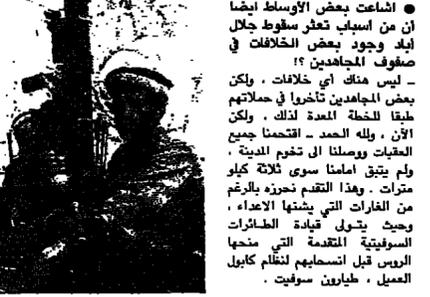 ● اشاعت بعض الأوساط ايضا
أن من اسباب تعثر سقوط جلال
أباد وجود بعض الخلافات في
صفوف المجاهدين ؟!
ـ ليس هناك أي خلافات ، ولكن
بعض المجاهدين تأخروا في حملاتهم
طبقا للخطة المعدة لذلك . ولكن
الآن ، ولله الحمد ـ اقتحمنا جميع
العقبات ووصلنا الى تخوم المدينة ،
ولم يتبق امامنا سوى ثلاثة كيلو
مترات . وهذا التقدم نحرزه بالرغم
من الغارات التي يشنها الاعداء ،
وحيث يتولى قيادة الطائرات
السوفيتية المتقدمة التي منحها
الروس قبل انسحابهم لنظام كابول
العميل ، طيارون سوفيت .